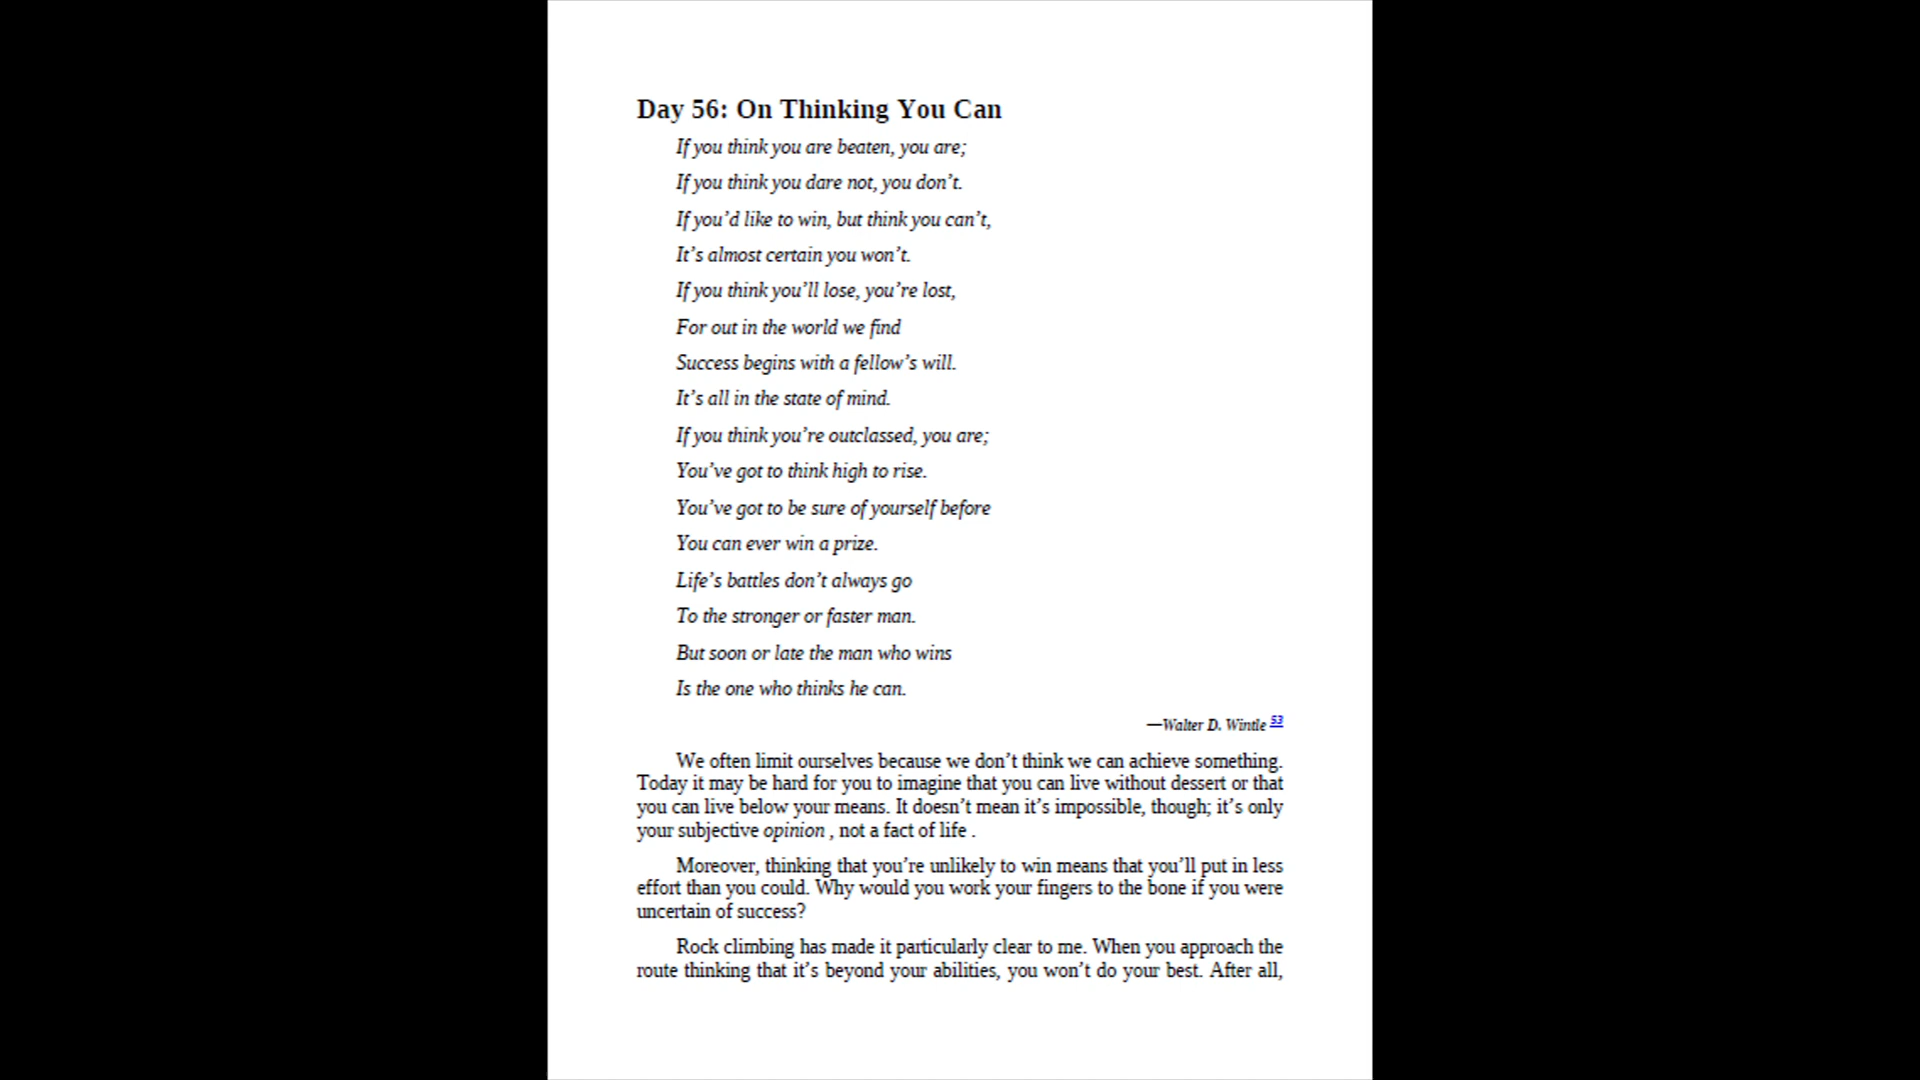 Day 56: On Thinking You Can
If you think you are beaten, you are;
If you think you dare not, you don’t.
If you’d like to win, but think you can’t,
It’s almost certain you won’t.
If you think you’ll lose, you’re lost,
For out in the world we find
Success begins with a fellow’s will.
It’s all in the state of mind.
If you think you’re outclassed, you are;
You’ve got to think high to rise.
You’ve got to be sure of yourself before
You can ever win a prize.
Life’s battles don’t always go
To the stronger or faster man.
But soon or late the man who wins
Is the one who thinks he can.
—Walter D. Wintle 53
We often limit ourselves because we don’t think we can achieve something.
Today it may be hard for you to imagine that you can live without dessert or that
you can live below your means. It doesn’t mean it’s impossible, though; it’s only
your subjective opinion , not a fact of life .
Moreover, thinking that you’re unlikely to win means that you’ll put in less
effort than you could. Why would you work your fingers to the bone if you were
uncertain of success?
Rock climbing has made it particularly clear to me. When you approach the
route thinking that it’s beyond your abilities, you won’t do your best. After all,